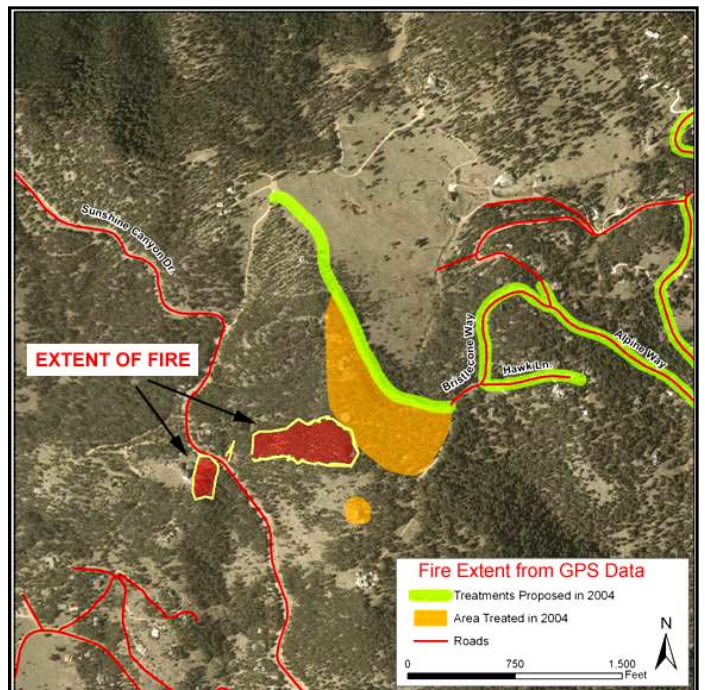 Sunshine Canyon Dr.
EXTENT OF FIRE
Bristlecone Way
Hawk Ln.
Alpine Way
Fire Extent from GPS Data
Treatments Proposed in 2004
Area Treated in 2004
Roads
N
0 750 1,500
Feet